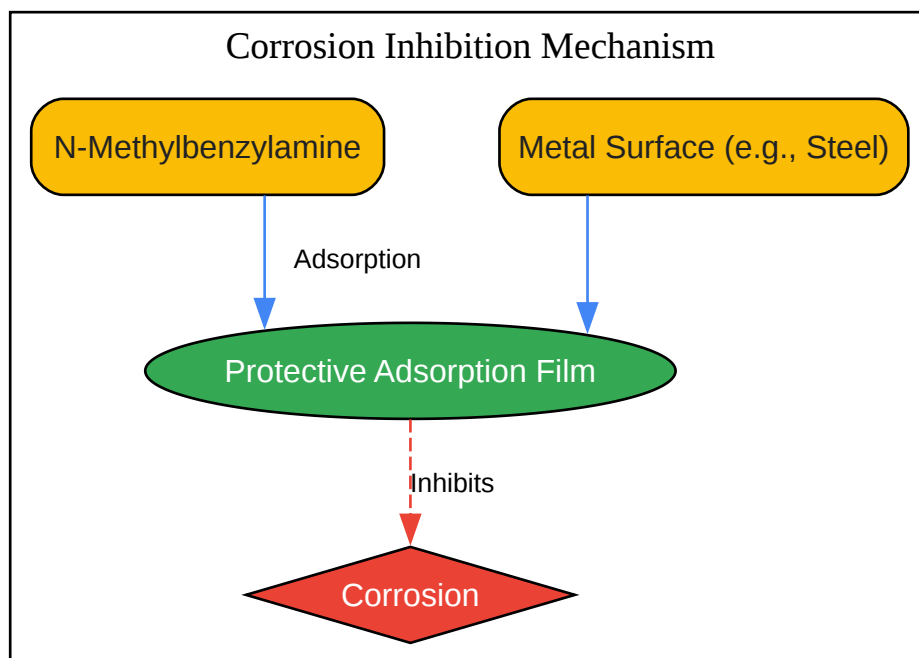 Corrosion Inhibition Mechanism
N-Methylbenzylamine
Metal Surface (e.g., Steel)
Adsorption
Protective Adsorption Film
Inhibits
Corrosion